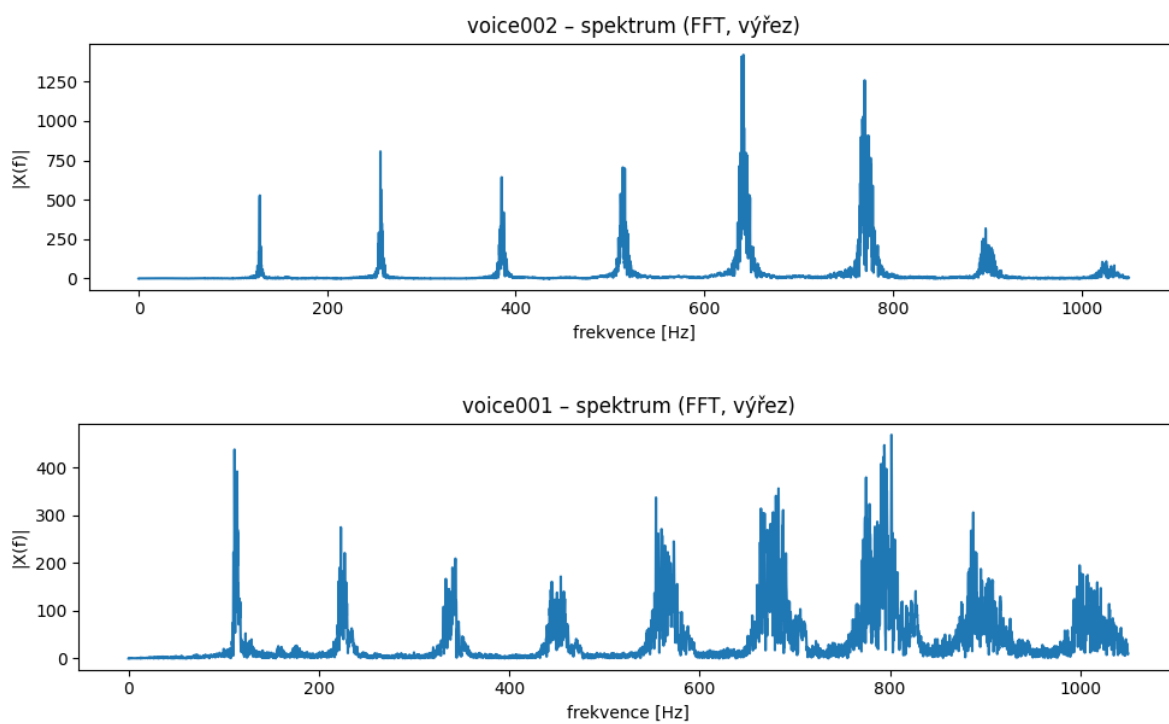 voice002 – spektrum (FFT, výřez)
1250
1000
750
500
250
0
|X(f)|
0 200 400 600 800 1000
frekvence [Hz]
voice001 – spektrum (FFT, výřez)
400
300
200
100
0
|X(f)|
0 200 400 600 800 1000
frekvence [Hz]